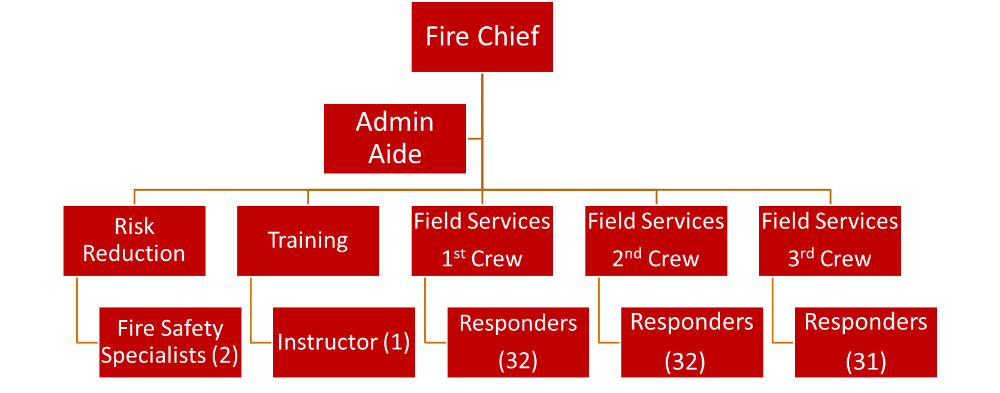 Fire Chief
Admin
Aide
Risk
Reduction
Training
Field Services
1st Crew
Field Services
2nd Crew
Field Services
3rd Crew
Fire Safety
Specialists (2)
Instructor (1)
Responders
(32)
Responders
(32)
Responders
(31)